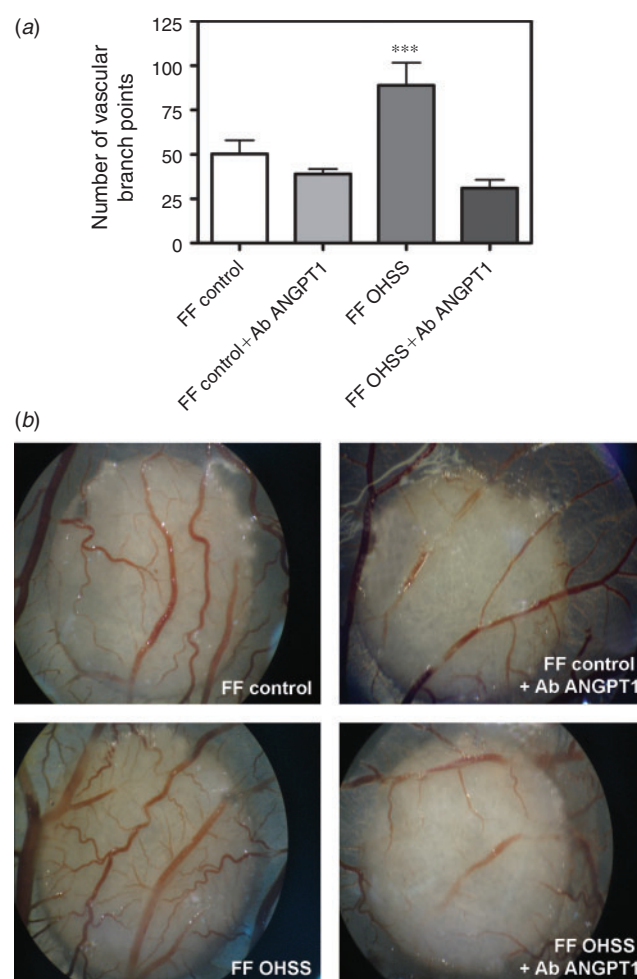 (a)
125
100
75
50
25
0
Number of vascular
branch points
***
FF control
FF control+Ab ANGPT1
FF OHSS
FF OHSS+Ab ANGPT1
(b)
FF control
FF control
+ Ab ANGPT1
FF OHSS
FF OHSS
+ Ab ANGPT1